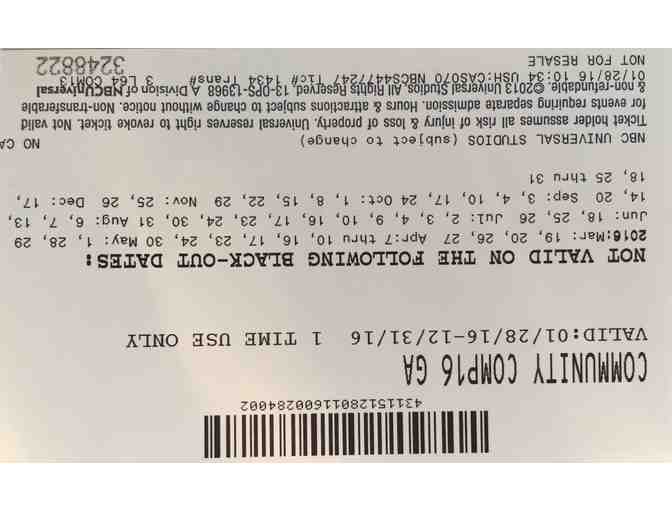 43115128011600284002
COMMUNITY COMP16 GA
VALID:01/28/16-12/31/16 1 TIME USE ONLY
NOT VALID ON THE FOLLOWING BLACK-OUT DATES:
2016:Mar: 19, 20, 26, 27 Apr:7 thru 10, 16, 17, 23, 24, 30 May: 1, 28, 29
Jun: 18, 25, 26 Jul: 2, 3, 4, 9, 10, 16, 17, 23, 24, 30, 31 Aug: 6, 7, 13,
14, 20 Sep: 3, 4, 10, 17, 24 Oct: 1, 8, 15, 22, 29 Nov: 25, 26 Dec: 17,
18, 25 thru 31
NBC UNIVERSAL STUDIOS (subject to change) NO CA
Ticket holder assumes all risk of injury & loss of property. Universal reserves right to revoke ticket. Not valid
for events requiring separate admission. Hours & attractions subject to change without notice. Non-transferable
& non-refundable. ©2013 Universal Studios. All Rights Reserved. 13-DPS-13968 A Division of NBCUniversal
01/28/16 10:34 USH:CAS070 NBCS4477247 Tic# 1434 Trans# 3 L64 COM13
NOT FOR RESALE 3248822